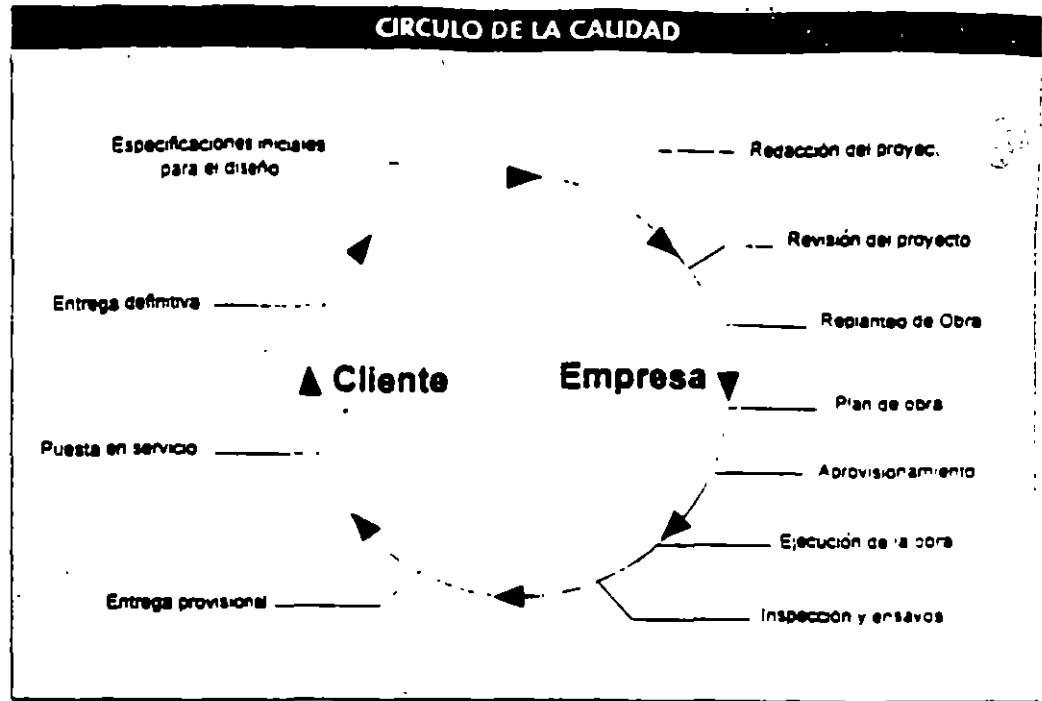 CIRCULO DE LA CALIDAD
Especificaciones iniciales
para el diseño
Redacción del proyec.
Revisión del proyecto
Entrega definitiva
Replanteo de Obra
Cliente
Empresa
Plan de obra
Puesta en servicio
Aprovisionamiento
Ejecución de la obra
Entrega provisional
Inspección y ensayos